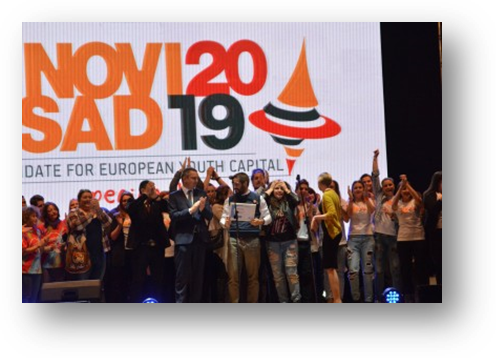 NOVI 20
SAD 19
DATE FOR EUROPEAN YOUTH CAPITAL